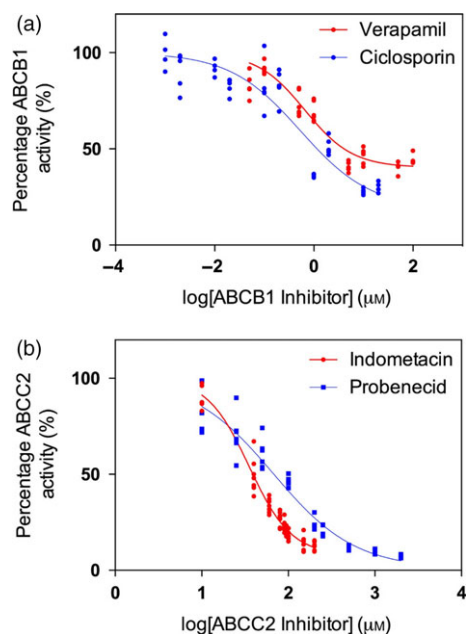 (a)
Verapamil
Ciclosporin
Percentage ABCB1
activity (%)
100
50
0
−4
−2
0
2
log[ABCB1 Inhibitor] (µM)
(b)
Indometacin
Probenecid
Percentage ABCC2
activity (%)
100
50
0
0
1
2
3
4
log[ABCC2 Inhibitor] (µM)